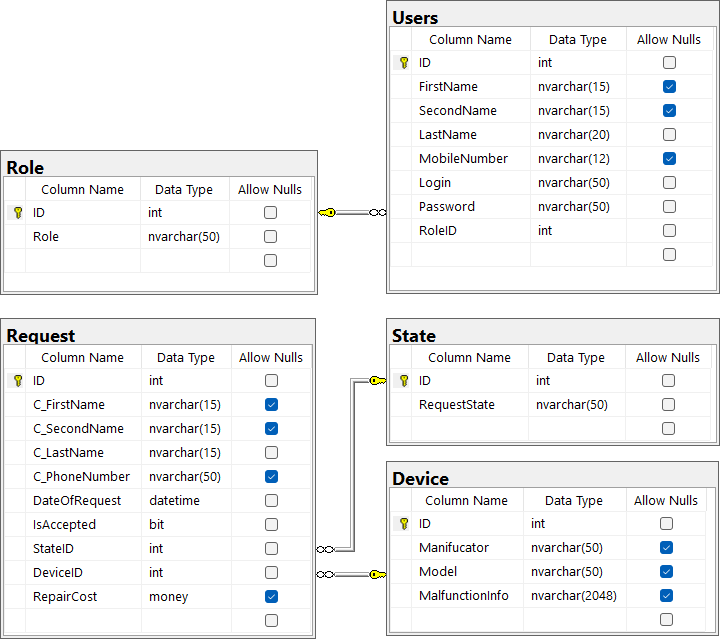 Users
Column Name Data Type Allow Nulls
ID int
FirstName nvarchar(15)
SecondName nvarchar(15)
LastName nvarchar(20)
MobileNumber nvarchar(12)
Login nvarchar(50)
Password nvarchar(50)
RoleID int
Role
Column Name Data Type Allow Nulls
ID int
Role nvarchar(50)
Request
Column Name Data Type Allow Nulls
ID int
C_FirstName nvarchar(15)
C_SecondName nvarchar(15)
C_LastName nvarchar(15)
C_PhoneNumber nvarchar(50)
DateOfRequest datetime
IsAccepted bit
StateID int
DeviceID int
RepairCost money
State
Column Name Data Type Allow Nulls
ID int
RequestState nvarchar(50)
Device
Column Name Data Type Allow Nulls
ID int
Manifucator nvarchar(50)
Model nvarchar(50)
MalfunctionInfo nvarchar(2048)